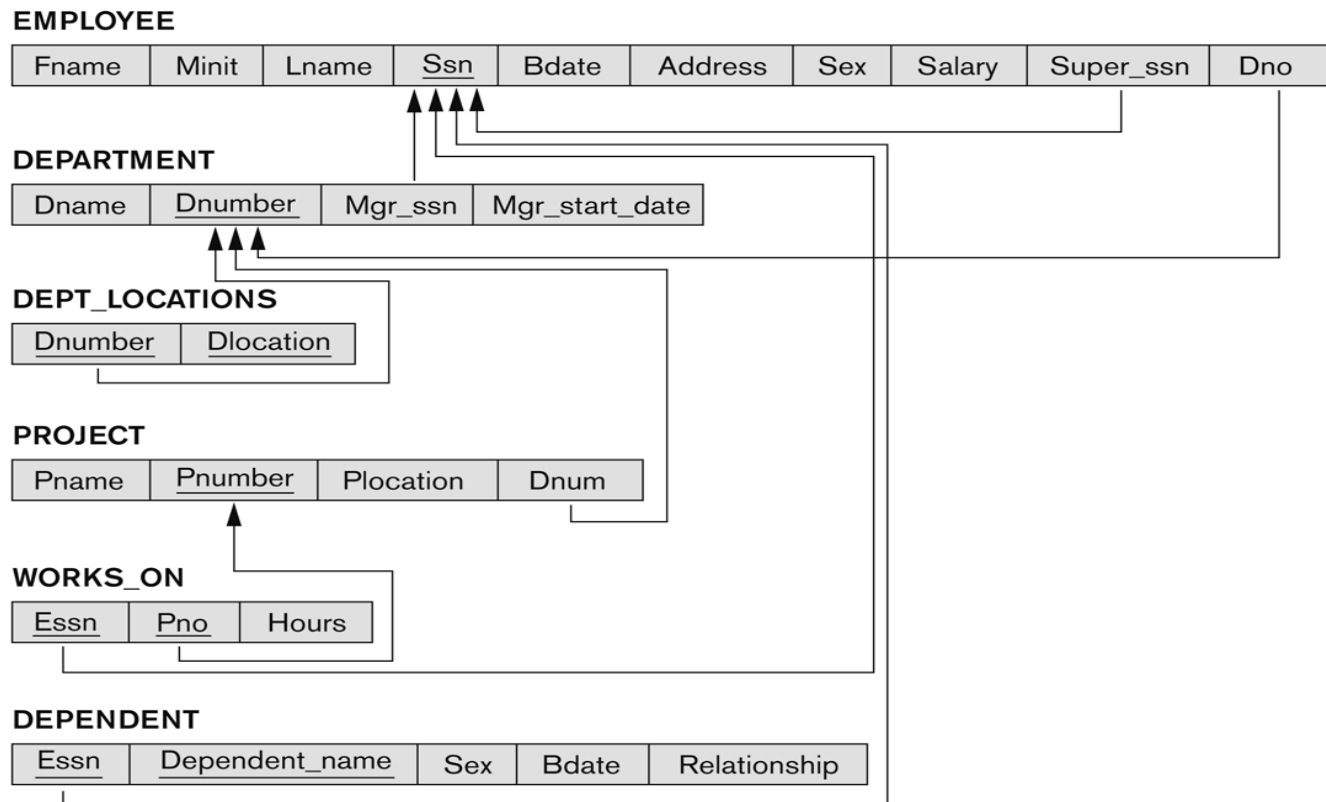 EMPLOYEE
Fname Minit Lname Ssn Bdate Address Sex Salary Super_ssn Dno
DEPARTMENT
Dname Dnumber Mgr_ssn Mgr_start_date
DEPT_LOCATIONS
Dnumber Dlocation
PROJECT
Pname Pnumber Plocation Dnum
WORKS_ON
Essn Pno Hours
DEPENDENT
Essn Dependent_name Sex Bdate Relationship